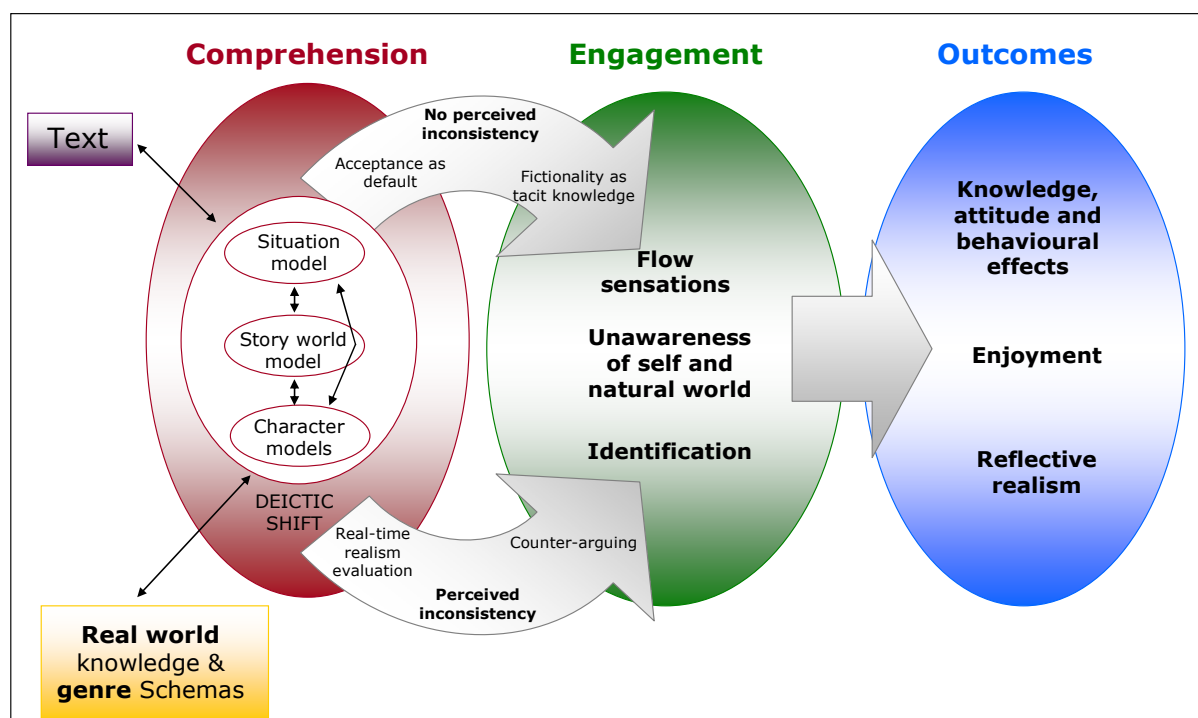 Comprehension
Engagement
Outcomes
Text
No perceived
inconsistency
Acceptance as
default
Fictionality as
tacit knowledge
Situation
model
Story world
model
Character
models
DEICTIC
SHIFT
Real-time
realism
evaluation
Counter-arguing
Perceived
inconsistency
Real world
knowledge &
genre Schemas
Flow
sensations
Unawareness
of self and
natural world
Identification
Knowledge,
attitude and
behavioural
effects
Enjoyment
Reflective
realism